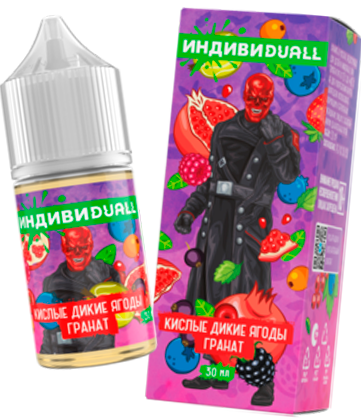 ИНДИВИDUALL
КИСЛЫЕ ДИКИЕ ЯГОДЫ
ГРАНАТ
ИНДИВИDUALL
КИСЛЫЕ ДИКИЕ ЯГОДЫ
ГРАНАТ
30 мл